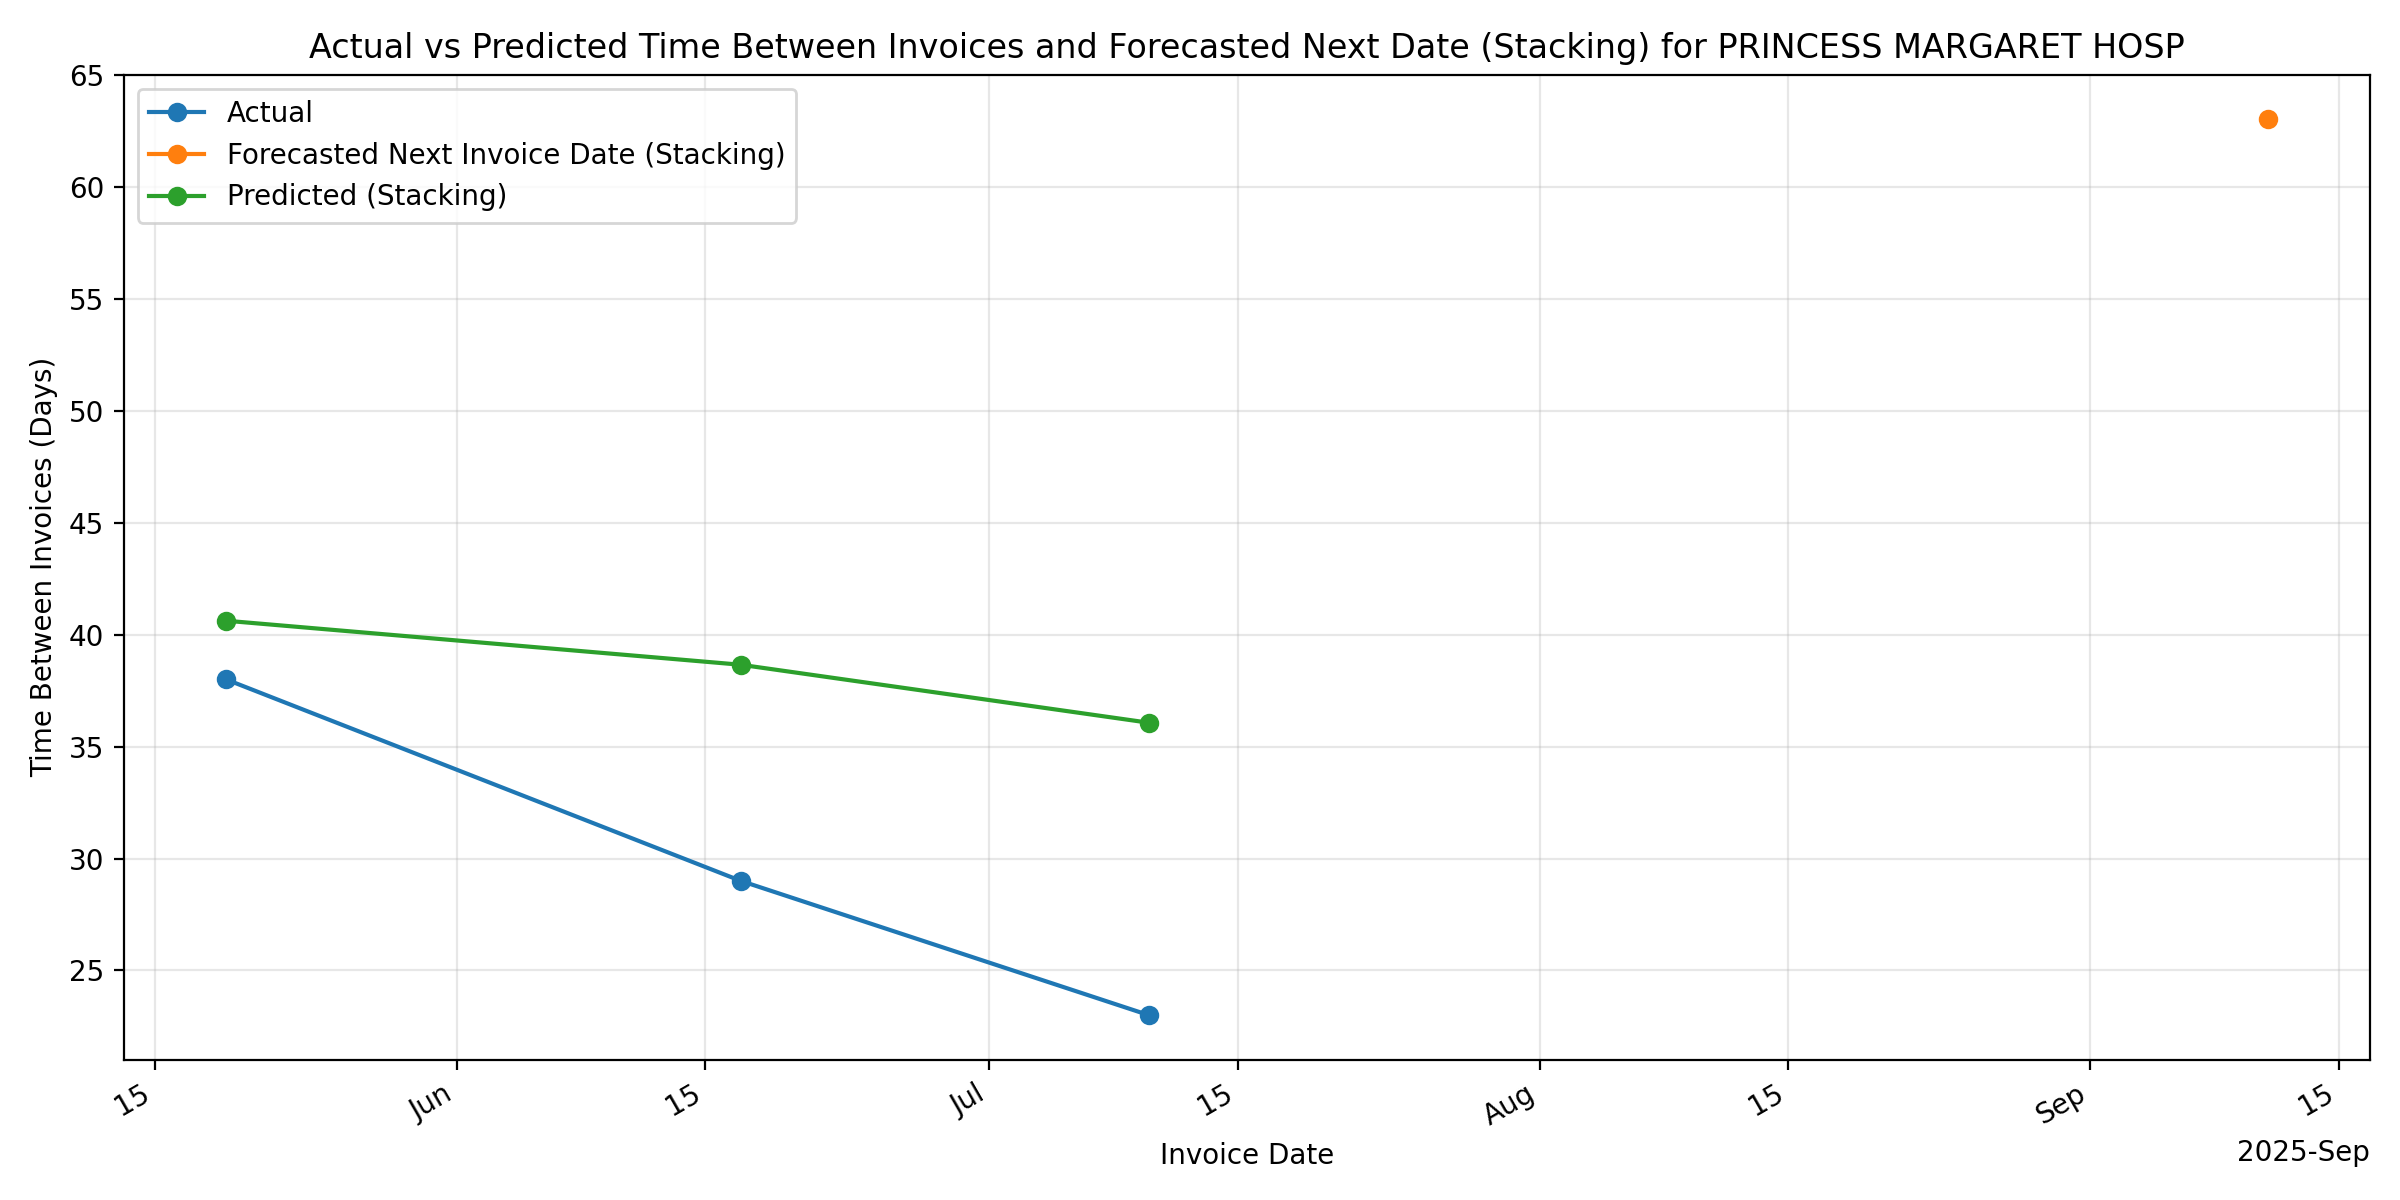 Actual vs Predicted Time Between Invoices and Forecasted Next Date (Stacking) for PRINCESS MARGARET HOSP
Actual
Forecasted Next Invoice Date (Stacking)
Predicted (Stacking)
65
60
55
50
45
40
35
30
25
Time Between Invoices (Days)
15
Jun
15
Jul
15
Aug
15
Sep
15
2025-Sep
Invoice Date